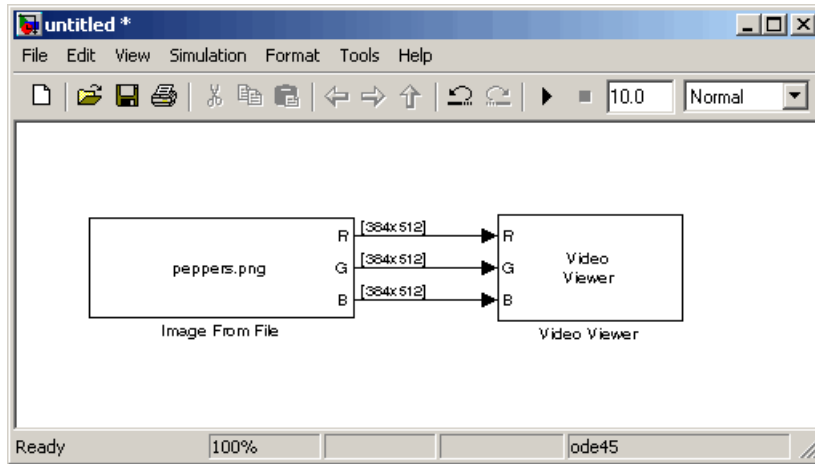 untitled *
File Edit View Simulation Format Tools Help
10.0 Normal
R [384x512] R
peppers.png G [384x512] G Video Viewer
B [384x512] B
Image From File Video Viewer
Ready 100% ode45